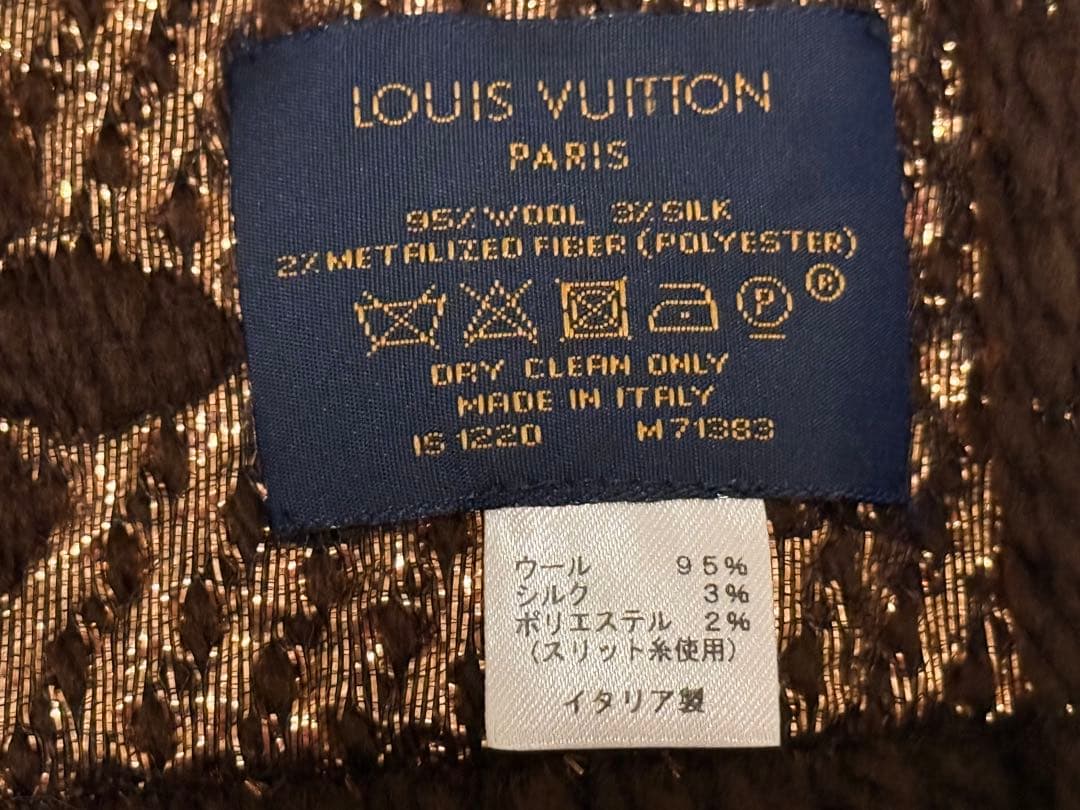 LOUIS VUITTON
PARIS
95% WOOL 3% SILK
2% METALIZED FIBER (POLYESTER)
P ®
DRY CLEAN ONLY
MADE IN ITALY
IS 1220 M71383
ウール 95%
シルク 3%
ポリエステル 2%
(スリット糸使用)
イタリア製